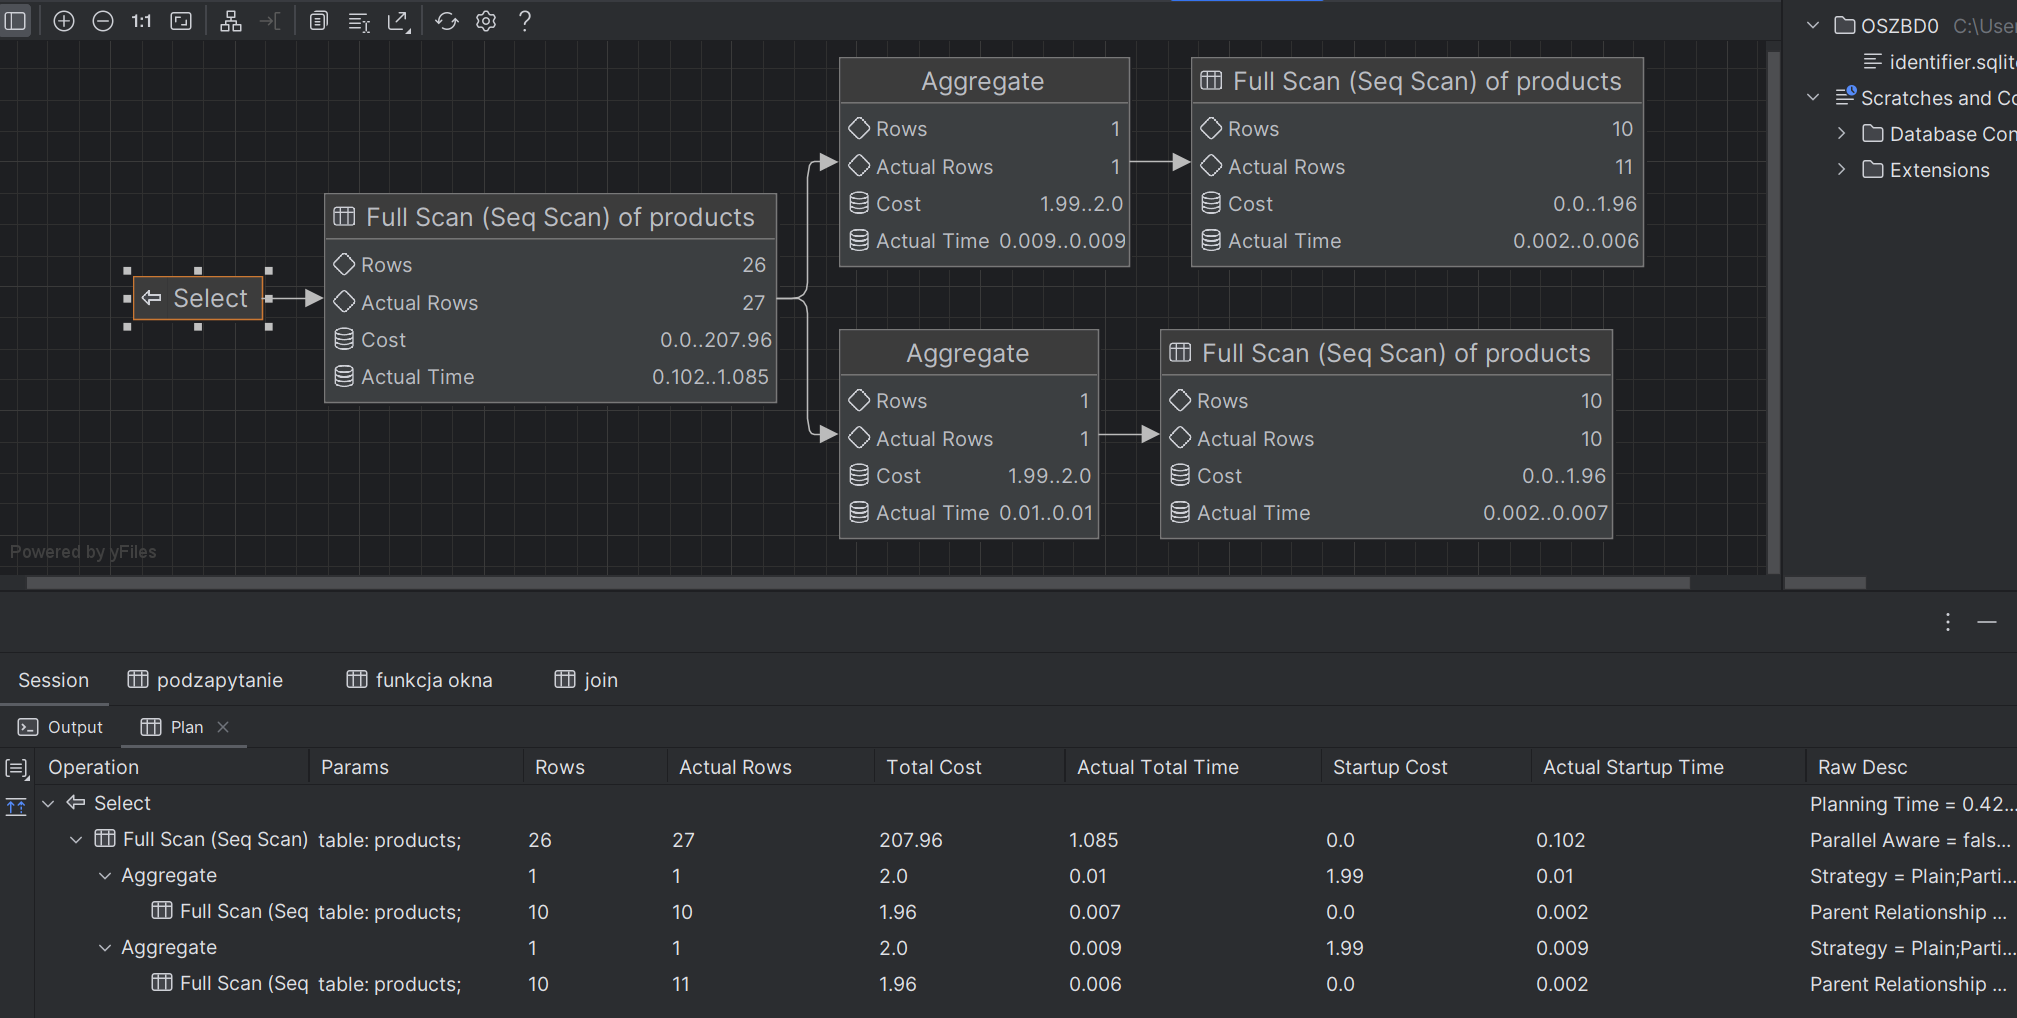 1:1
?
OSZBD0 C:\Use
identifier.sqlit
Scratches and Co
Database Con
Extensions
Select
Full Scan (Seq Scan) of products
Rows 26
Actual Rows 27
Cost 0.0..207.96
Actual Time 0.102..1.085
Aggregate
Rows 1
Actual Rows 1
Cost 1.99..2.0
Actual Time 0.009..0.009
Full Scan (Seq Scan) of products
Rows 10
Actual Rows 11
Cost 0.0..1.96
Actual Time 0.002..0.006
Aggregate
Rows 1
Actual Rows 1
Cost 1.99..2.0
Actual Time 0.01..0.01
Full Scan (Seq Scan) of products
Rows 10
Actual Rows 10
Cost 0.0..1.96
Actual Time 0.002..0.007
Powered by yFiles
Session podzapytanie funkcja okna join
Output Plan
Operation Params Rows Actual Rows Total Cost Actual Total Time Startup Cost Actual Startup Time Raw Desc
Select Planning Time = 0.42...
Full Scan (Seq Scan) table: products; 26 27 207.96 1.085 0.0 0.102 Parallel Aware = fals...
Aggregate 1 1 2.0 0.01 1.99 0.01 Strategy = Plain;Parti...
Full Scan (Seq table: products; 10 10 1.96 0.007 0.0 0.002 Parent Relationship ...
Aggregate 1 1 2.0 0.009 1.99 0.009 Strategy = Plain;Parti...
Full Scan (Seq table: products; 10 11 1.96 0.006 0.0 0.002 Parent Relationship ...